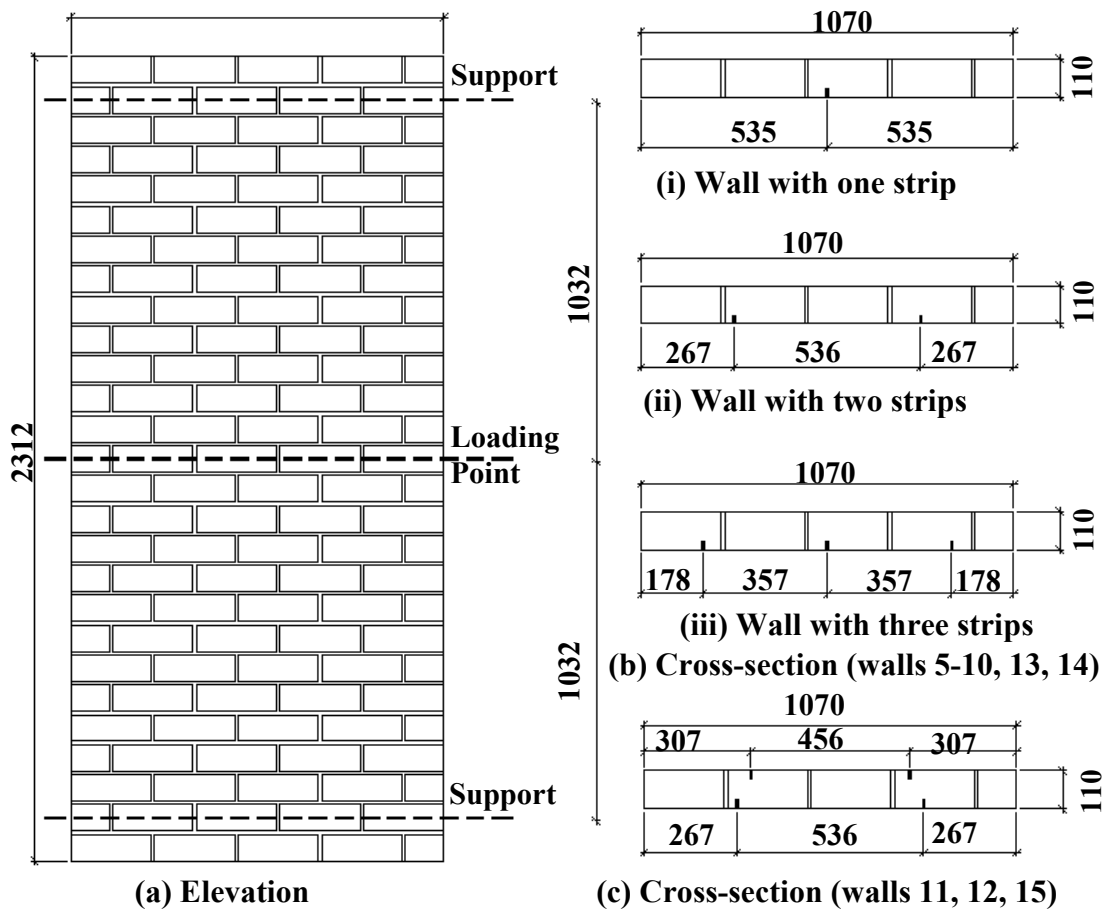 Support
Loading
Point
Support
2312
1032
1032
(a) Elevation
1070
110
535 535
(i) Wall with one strip
1070
110
267 536 267
(ii) Wall with two strips
1070
110
178 357 357 178
(iii) Wall with three strips
(b) Cross-section (walls 5-10, 13, 14)
1070
307 456 307
110
267 536 267
(c) Cross-section (walls 11, 12, 15)